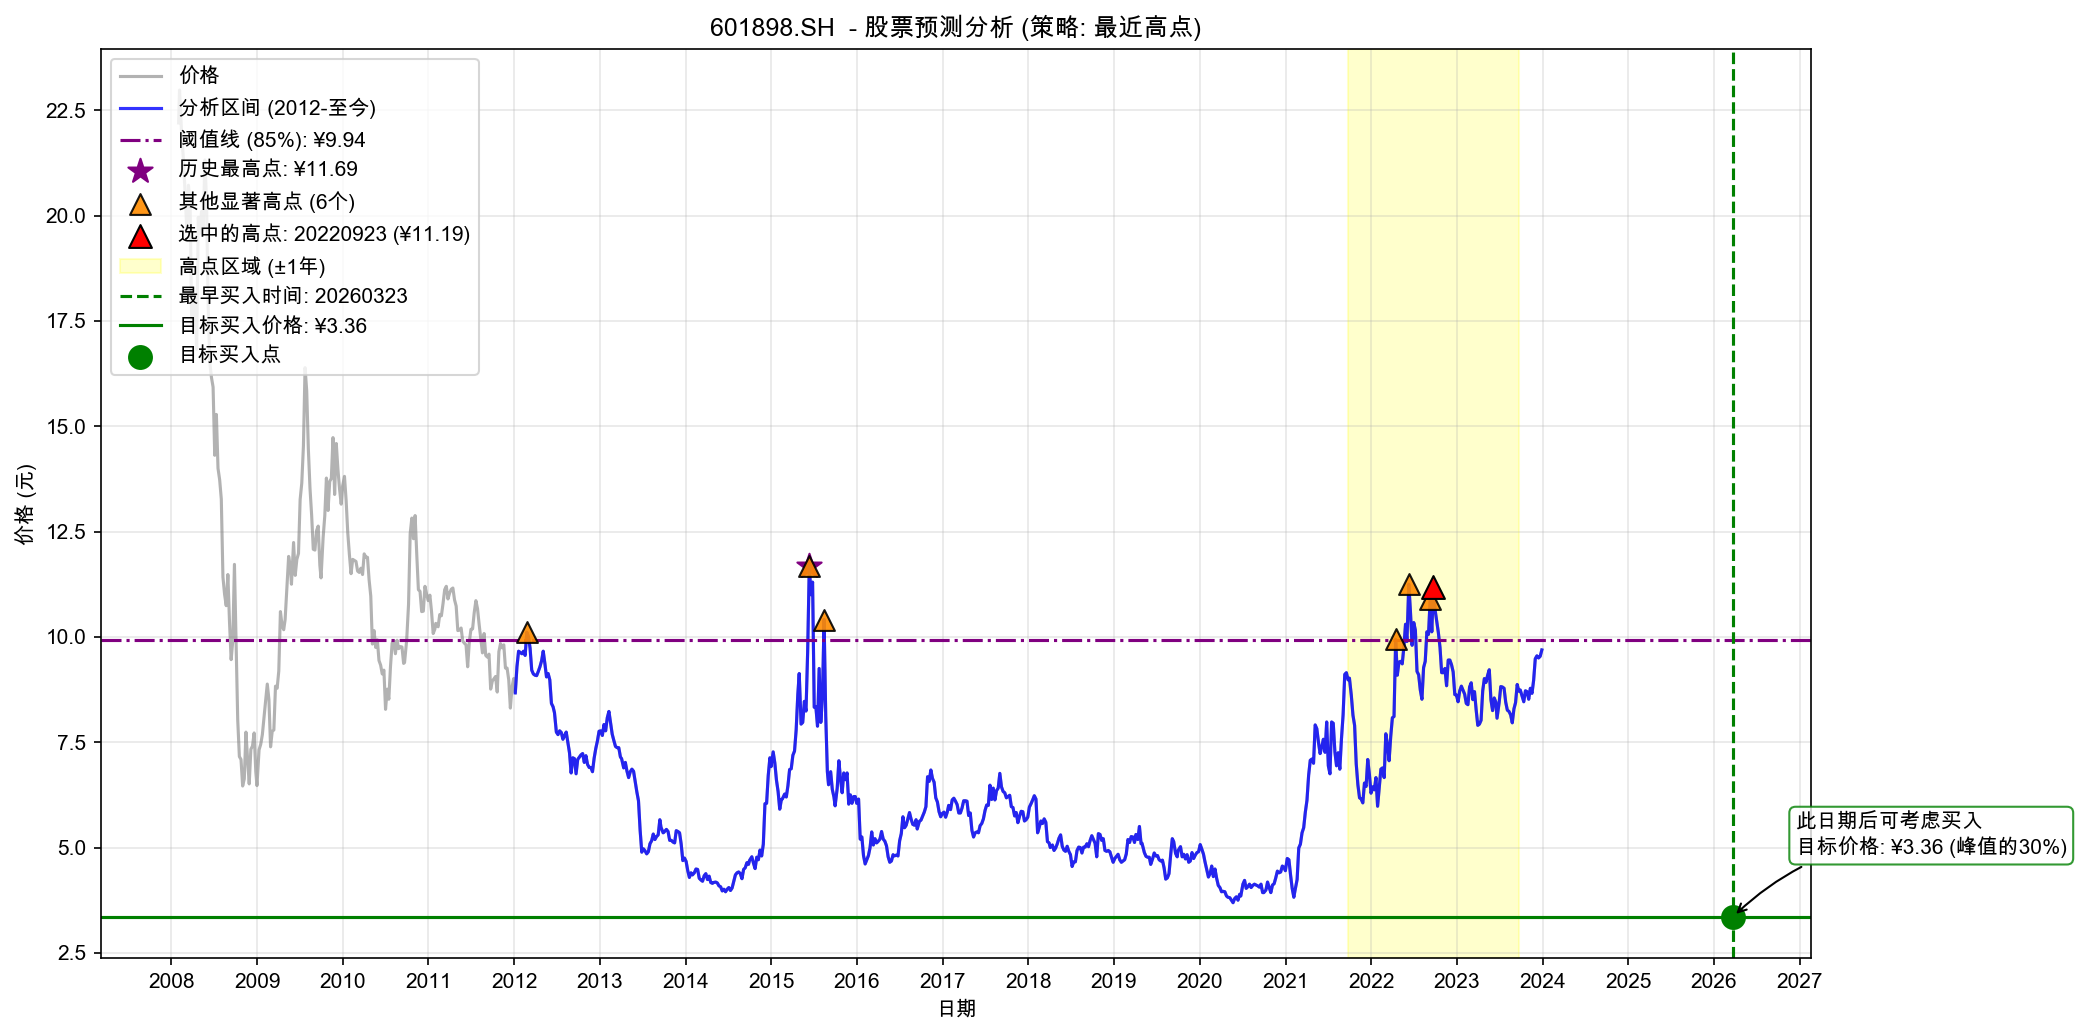 601898.SH - 股票预测分析 (策略: 最近高点)
价格
分析区间 (2012-至今)
阈值线 (85%): ¥9.94
历史最高点: ¥11.69
其他显著高点 (6个)
选中的高点: 20220923 (¥11.19)
高点区域 (±1年)
最早买入时间: 20260323
目标买入价格: ¥3.36
目标买入点
价格 (元)
22.5
20.0
17.5
15.0
12.5
10.0
7.5
5.0
2.5
此日期后可考虑买入
目标价格: ¥3.36 (峰值的30%)
2008 2009 2010 2011 2012 2013 2014 2015 2016 2017 2018 2019 2020 2021 2022 2023 2024 2025 2026 2027
日期